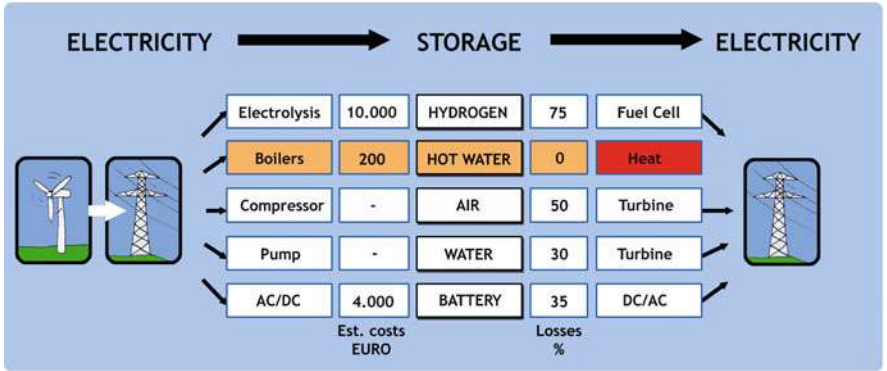 ELECTRICITY STORAGE ELECTRICITY
Electrolysis 10.000 HYDROGEN 75 Fuel Cell
Boilers 200 HOT WATER 0 Heat
Compressor - AIR 50 Turbine
Pump - WATER 30 Turbine
AC/DC 4.000 BATTERY 35 DC/AC
Est. costs Losses
EURO %